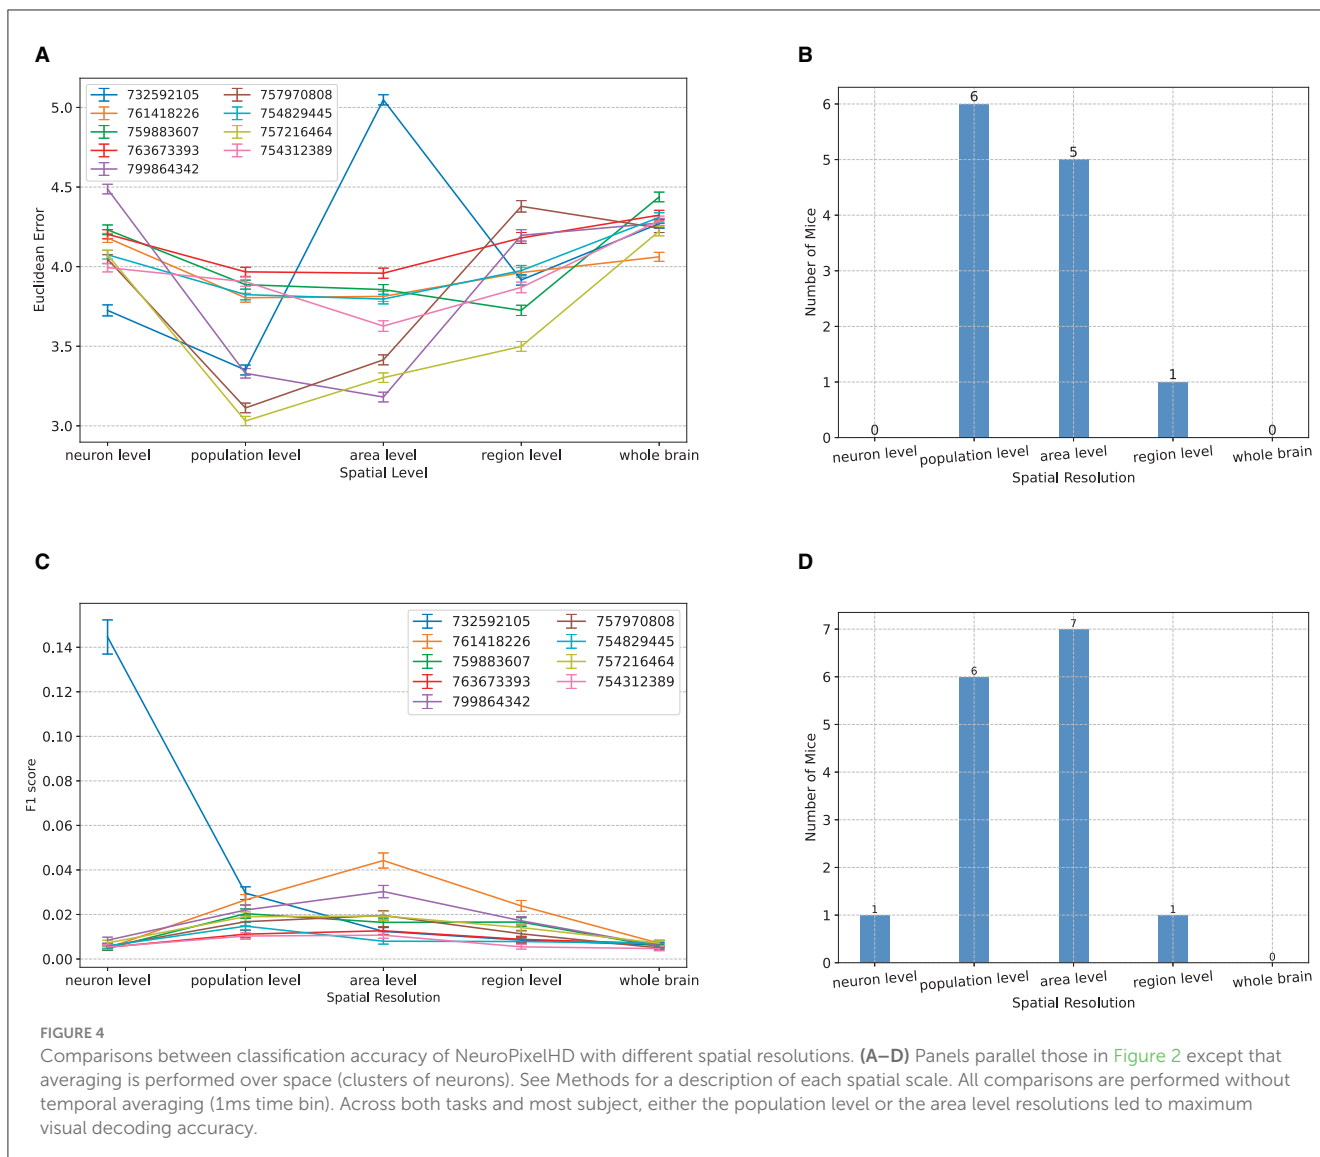 A
5.0
4.5
4.0
3.5
3.0
Euclidean Error
732592105
761418226
759883607
763673393
799864342
757970808
754829445
757216464
754312389
neuron level
population level
area level
region level
whole brain
Spatial Level
B
6
5
4
3
2
1
0
Number of Mice
0
6
5
1
0
neuron level
population level
area level
region level
whole brain
Spatial Resolution
C
0.14
0.12
0.10
0.08
0.06
0.04
0.02
0.00
F1 score
732592105
761418226
759883607
763673393
799864342
757970808
754829445
757216464
754312389
neuron level
population level
area level
region level
whole brain
Spatial Resolution
D
7
6
5
4
3
2
1
0
Number of Mice
1
6
7
1
0
neuron level
population level
area level
region level
whole brain
Spatial Resolution
FIGURE 4
Comparisons between classification accuracy of NeuroPixelHD with different spatial resolutions. (A–D) Panels parallel those in Figure 2 except that
averaging is performed over space (clusters of neurons). See Methods for a description of each spatial scale. All comparisons are performed without
temporal averaging (1ms time bin). Across both tasks and most subject, either the population level or the area level resolutions led to maximum
visual decoding accuracy.